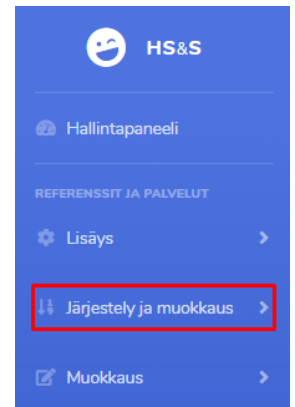 HS&S
Hallintapaneeli
REFERENSSIT JA PALVELUT
Lisäys
Järjestely ja muokkaus
Muokkaus